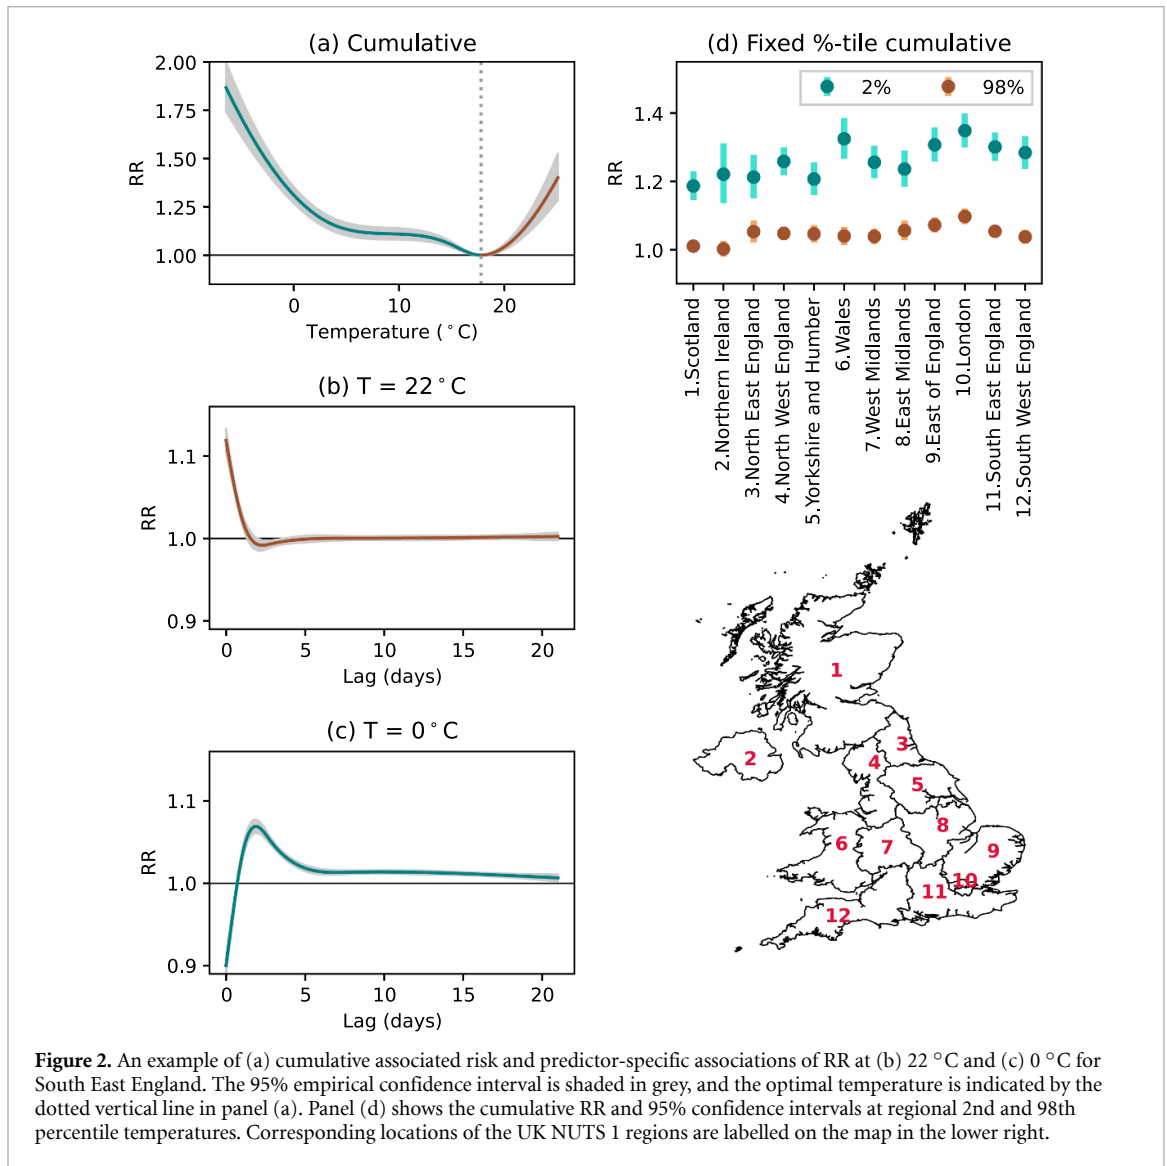 (a) Cumulative
2.00
1.75
1.50
1.25
1.00
RR
0
10
20
Temperature (°C)
(b) T = 22°C
1.1
1.0
0.9
RR
0
5
10
15
20
Lag (days)
(c) T = 0°C
1.1
1.0
0.9
RR
0
5
10
15
20
Lag (days)
(d) Fixed %-tile cumulative
2%
98%
1.4
1.2
1.0
RR
1.Scotland
2.Northern Ireland
3.North East England
4.North West England
5.Yorkshire and Humber
6.Wales
7.West Midlands
8.East Midlands
9.East of England
10.London
11.South East England
12.South West England
1
2
3
4
5
6
7
8
9
10
11
12
Figure 2. An example of (a) cumulative associated risk and predictor-specific associations of RR at (b) 22 °C and (c) 0 °C for
South East England. The 95% empirical confidence interval is shaded in grey, and the optimal temperature is indicated by the
dotted vertical line in panel (a). Panel (d) shows the cumulative RR and 95% confidence intervals at regional 2nd and 98th
percentile temperatures. Corresponding locations of the UK NUTS 1 regions are labelled on the map in the lower right.